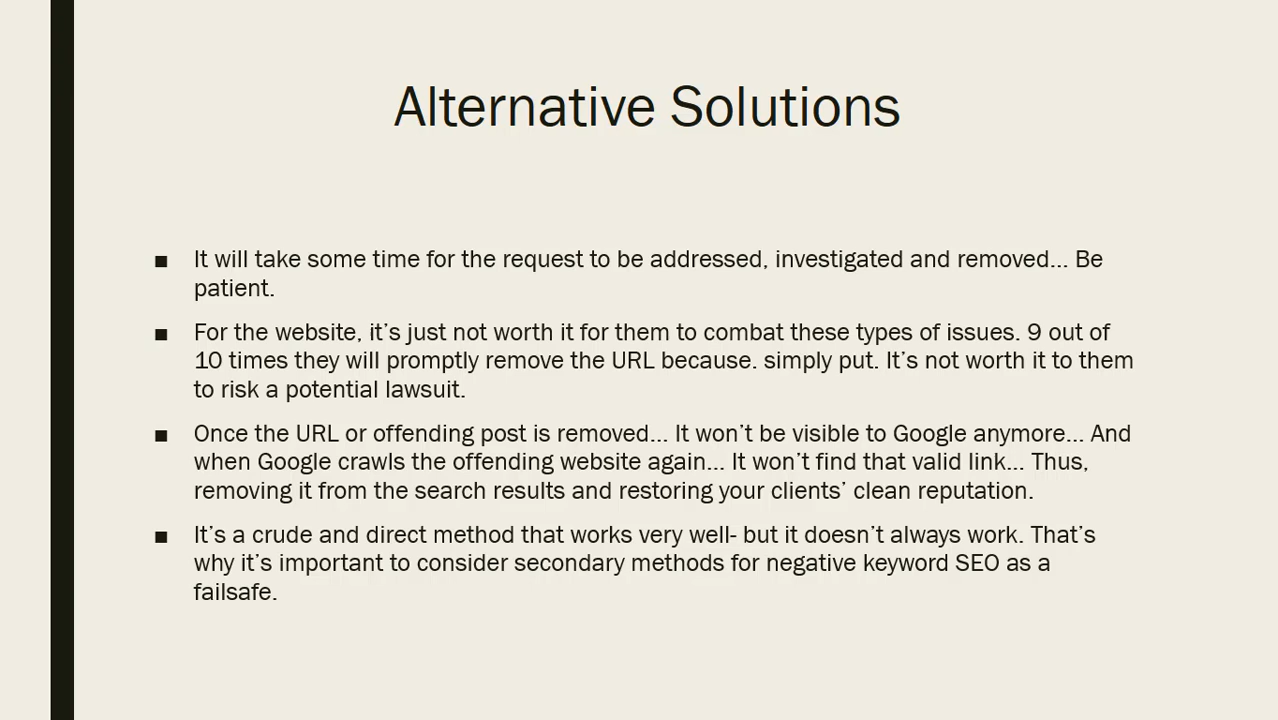 Alternative Solutions
■ It will take some time for the request to be addressed, investigated and removed... Be
patient.
■ For the website, it’s just not worth it for them to combat these types of issues. 9 out of
10 times they will promptly remove the URL because. simply put. It’s not worth it to them
to risk a potential lawsuit.
■ Once the URL or offending post is removed... It won’t be visible to Google anymore... And
when Google crawls the offending website again... It won’t find that valid link... Thus,
removing it from the search results and restoring your clients’ clean reputation.
■ It’s a crude and direct method that works very well- but it doesn’t always work. That’s
why it’s important to consider secondary methods for negative keyword SEO as a
failsafe.